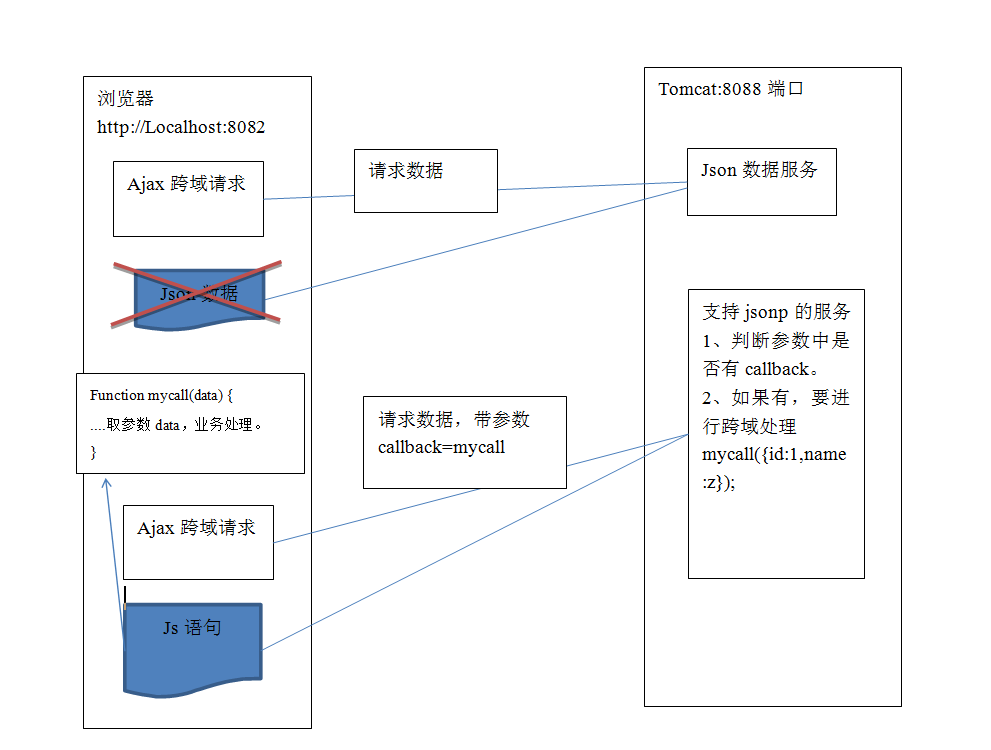 浏览器
http://Localhost:8082
Ajax 跨域请求
Json 数据
Function mycall(data) {
....取参数 data，业务处理。
}
Ajax 跨域请求
Js 语句
请求数据
请求数据，带参数
callback=mycall
Tomcat:8088 端口
Json 数据服务
支持 jsonp 的服务
1、判断参数中是
否有 callback。
2、如果有，要进
行跨域处理
mycall({id:1,name
:z});